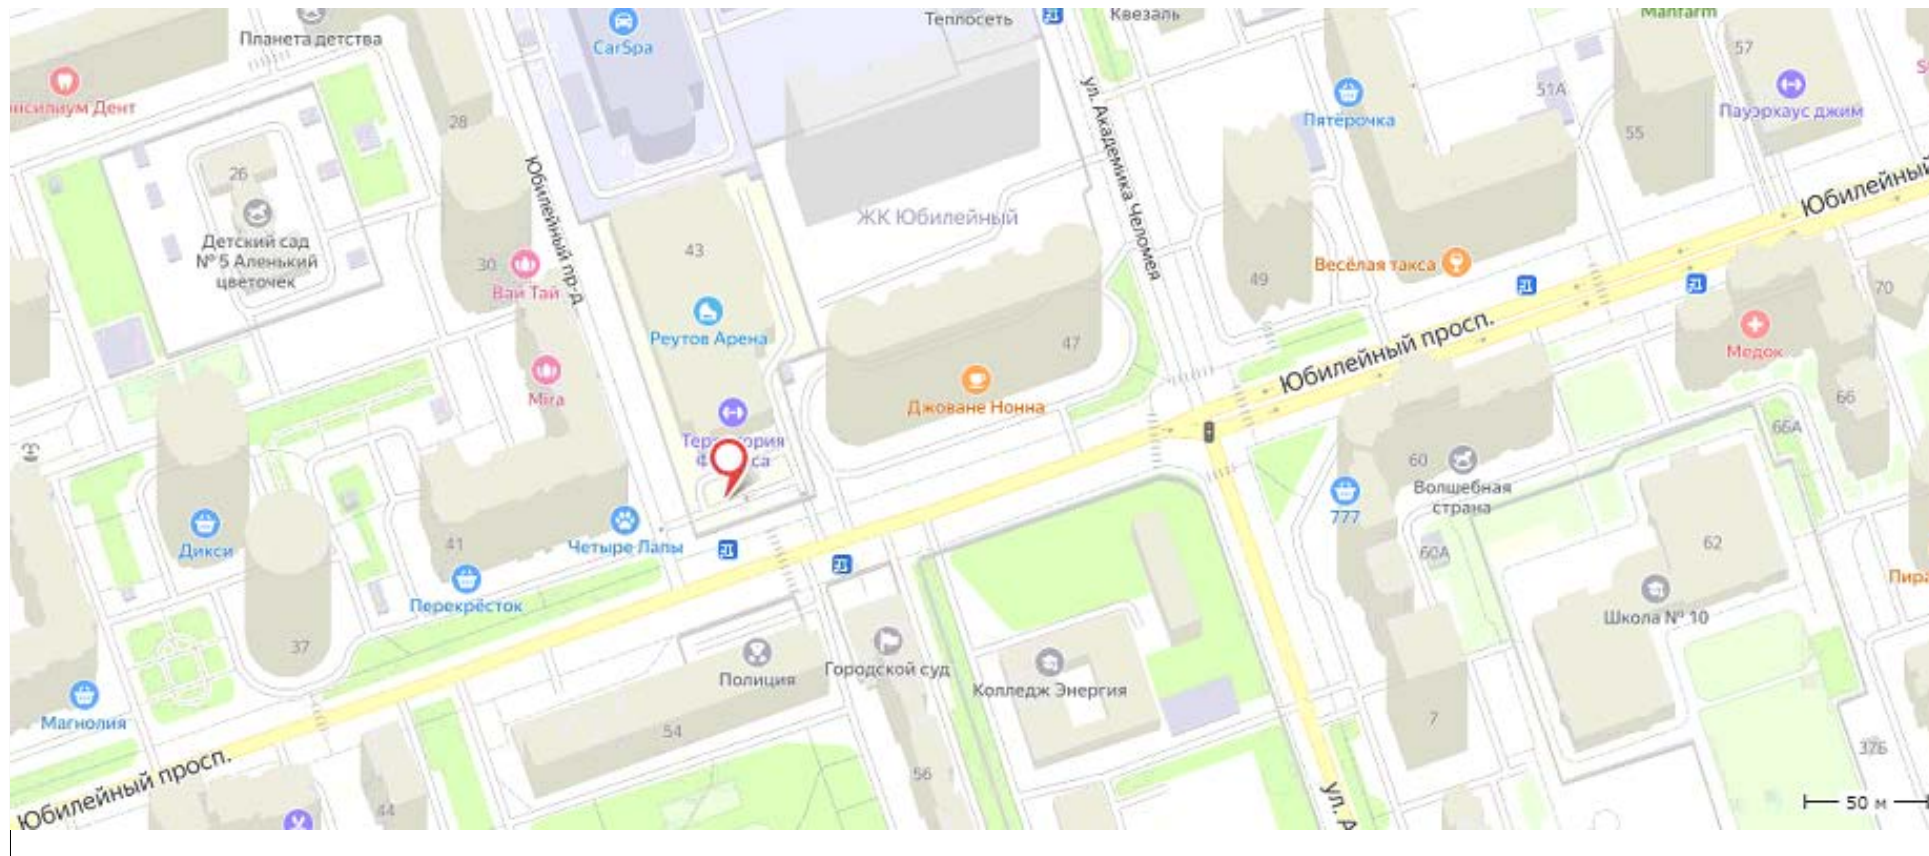 Теплосеть
Квезаль
Manfarm
Планета детства
CarSpa
57
нсилиум Дент
51А
Пауэрхаус джим
Пятёрочка
28
55
ул. Академика Челомея
Юбилейный пр-д
26
Юбилейный
ЖК Юбилейный
Детский сад
№ 5 Аленький
цветочек
43
30
Вай Тай
Весёлая такса
49
70
Реутов Арена
47
Юбилейный просп.
Медок
Mira
Джоване Нонна
66
66А
60
Волшебная
страна
777
Дикси
41
Четыре Лапы
60А
62
Перекрёсток
Школа № 10
37
Полиция
Городской суд
Колледж Энергия
Магнолия
54
7
37Б
56
Юбилейный просп.
44
ул. А
50 м